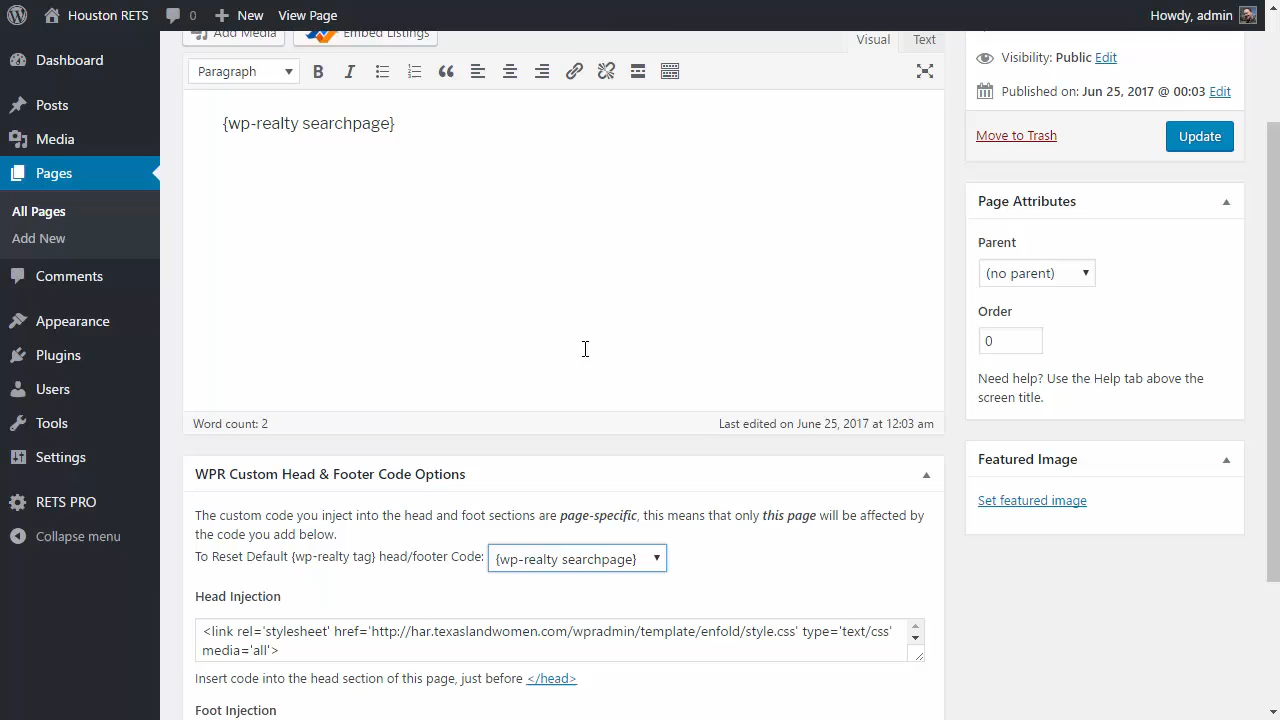 Houston RETS 0 New View Page Howdy, admin
Dashboard
Posts
Media
Pages
All Pages
Add New
Comments
Appearance
Plugins
Users
Tools
Settings
RETS PRO
Collapse menu
Add Media Embed Listings Visual Text
Paragraph
{wp-realty searchpage}
Word count: 2 Last edited on June 25, 2017 at 12:03 am
WPR Custom Head & Footer Code Options
The custom code you inject into the head and foot sections are page-specific, this means that only this page will be affected by
the code you add below.
To Reset Default {wp-realty tag} head/footer Code: {wp-realty searchpage}
Head Injection
<link rel='stylesheet' href='http://har.texaslandwomen.com/wpradmin/template/enfold/style.css' type='text/css'
media='all'>
Insert code into the head section of this page, just before </head>
Foot Injection
Visibility: Public Edit
Published on: Jun 25, 2017 @ 00:03 Edit
Move to Trash Update
Page Attributes
Parent
(no parent)
Order
0
Need help? Use the Help tab above the
screen title.
Featured Image
Set featured image